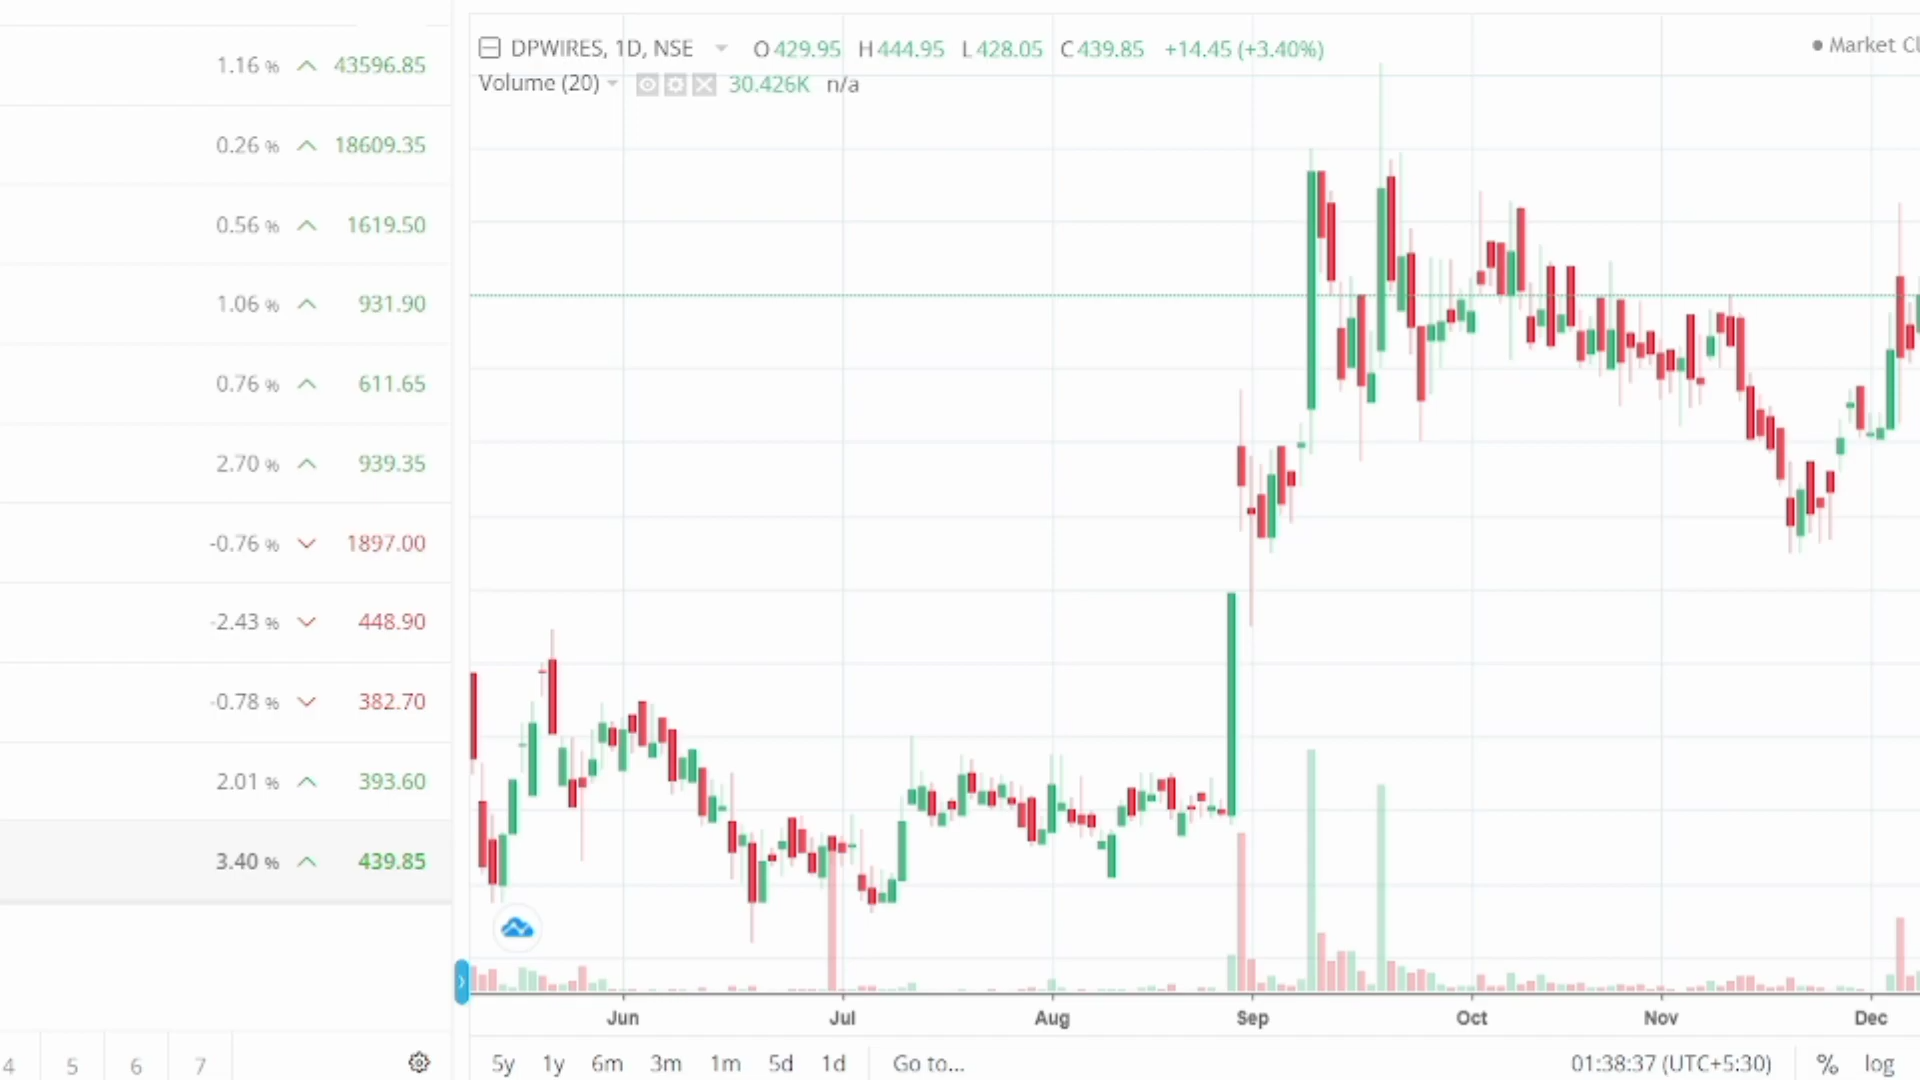 1.16 % 43596.85
0.26 % 18609.35
0.56 % 1619.50
1.06 % 931.90
0.76 % 611.65
2.70 % 939.35
-0.76 % 1897.00
-2.43 % 448.90
-0.78 % 382.70
2.01 % 393.60
3.40 % 439.85
4 5 6 7
DPWIRES, 1D, NSE O429.95 H444.95 L428.05 C439.85 +14.45 (+3.40%)
Market
Volume (20) 30.426K n/a
Jun Jul Aug Sep Oct Nov Dec
5y 1y 6m 3m 1m 5d 1d Go to... 01:38:37 (UTC+5:30) % log